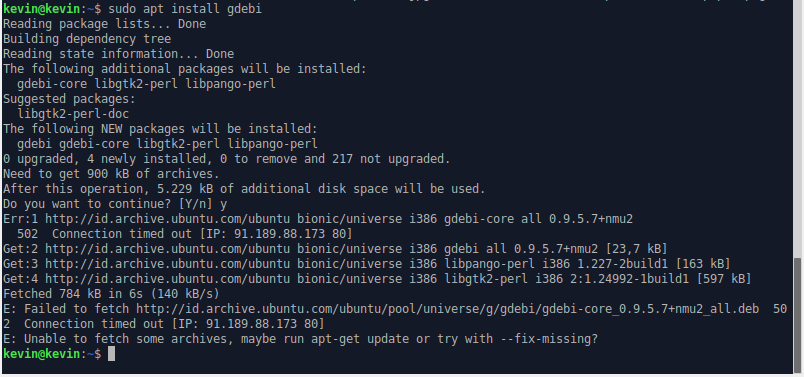 kevin@kevin:~$ sudo apt install gdebi
Reading package lists... Done
Building dependency tree
Reading state information... Done
The following additional packages will be installed:
  gdebi-core libgtk2-perl libpango-perl
Suggested packages:
  libgtk2-perl-doc
The following NEW packages will be installed:
  gdebi gdebi-core libgtk2-perl libpango-perl
0 upgraded, 4 newly installed, 0 to remove and 217 not upgraded.
Need to get 900 kB of archives.
After this operation, 5.229 kB of additional disk space will be used.
Do you want to continue? [Y/n] y
Err:1 http://id.archive.ubuntu.com/ubuntu bionic/universe i386 gdebi-core all 0.9.5.7+nmu2
  502  Connection timed out [IP: 91.189.88.173 80]
Get:2 http://id.archive.ubuntu.com/ubuntu bionic/universe i386 gdebi all 0.9.5.7+nmu2 [23,7 kB]
Get:3 http://id.archive.ubuntu.com/ubuntu bionic/universe i386 libpango-perl i386 1.227-2build1 [163 kB]
Get:4 http://id.archive.ubuntu.com/ubuntu bionic/universe i386 libgtk2-perl i386 2:1.24992-1build1 [597 kB]
Fetched 784 kB in 6s (140 kB/s)
E: Failed to fetch http://id.archive.ubuntu.com/ubuntu/pool/universe/g/gdebi/gdebi-core_0.9.5.7+nmu2_all.deb  50
2  Connection timed out [IP: 91.189.88.173 80]
E: Unable to fetch some archives, maybe run apt-get update or try with --fix-missing?
kevin@kevin:~$